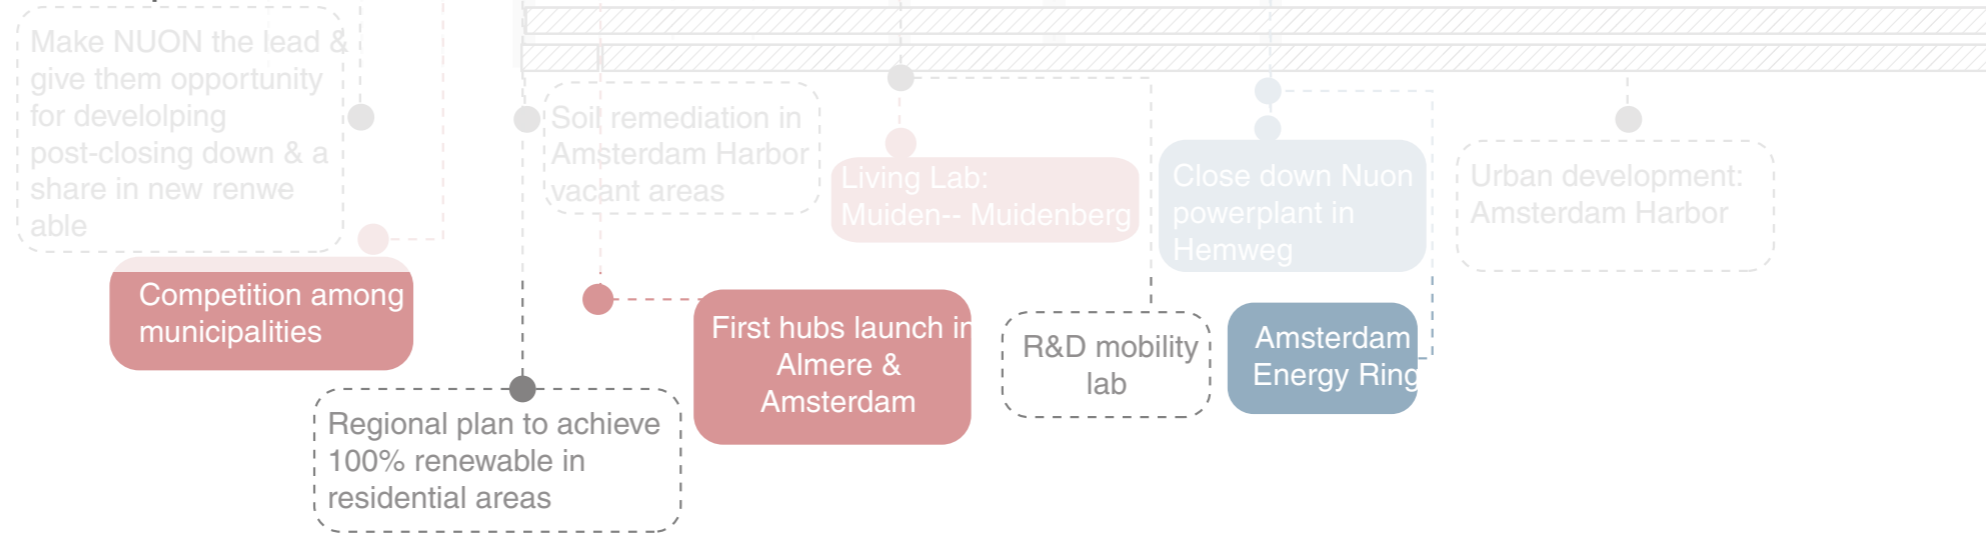 Make NUON the lead &
give them opportunity
for develolping
post-closing down & a
share in new renwe
able
Competition among
municipalities
Regional plan to achieve
100% renewable in
residential areas
Soil remediation in
Amsterdam Harbor
vacant areas
First hubs launch in
Almere &
Amsterdam
Living Lab:
Muiden-- Muidenberg
R&D mobility
lab
Close down Nuon
powerplant in
Hemweg
Amsterdam
Energy Ring
Urban development:
Amsterdam Harbor